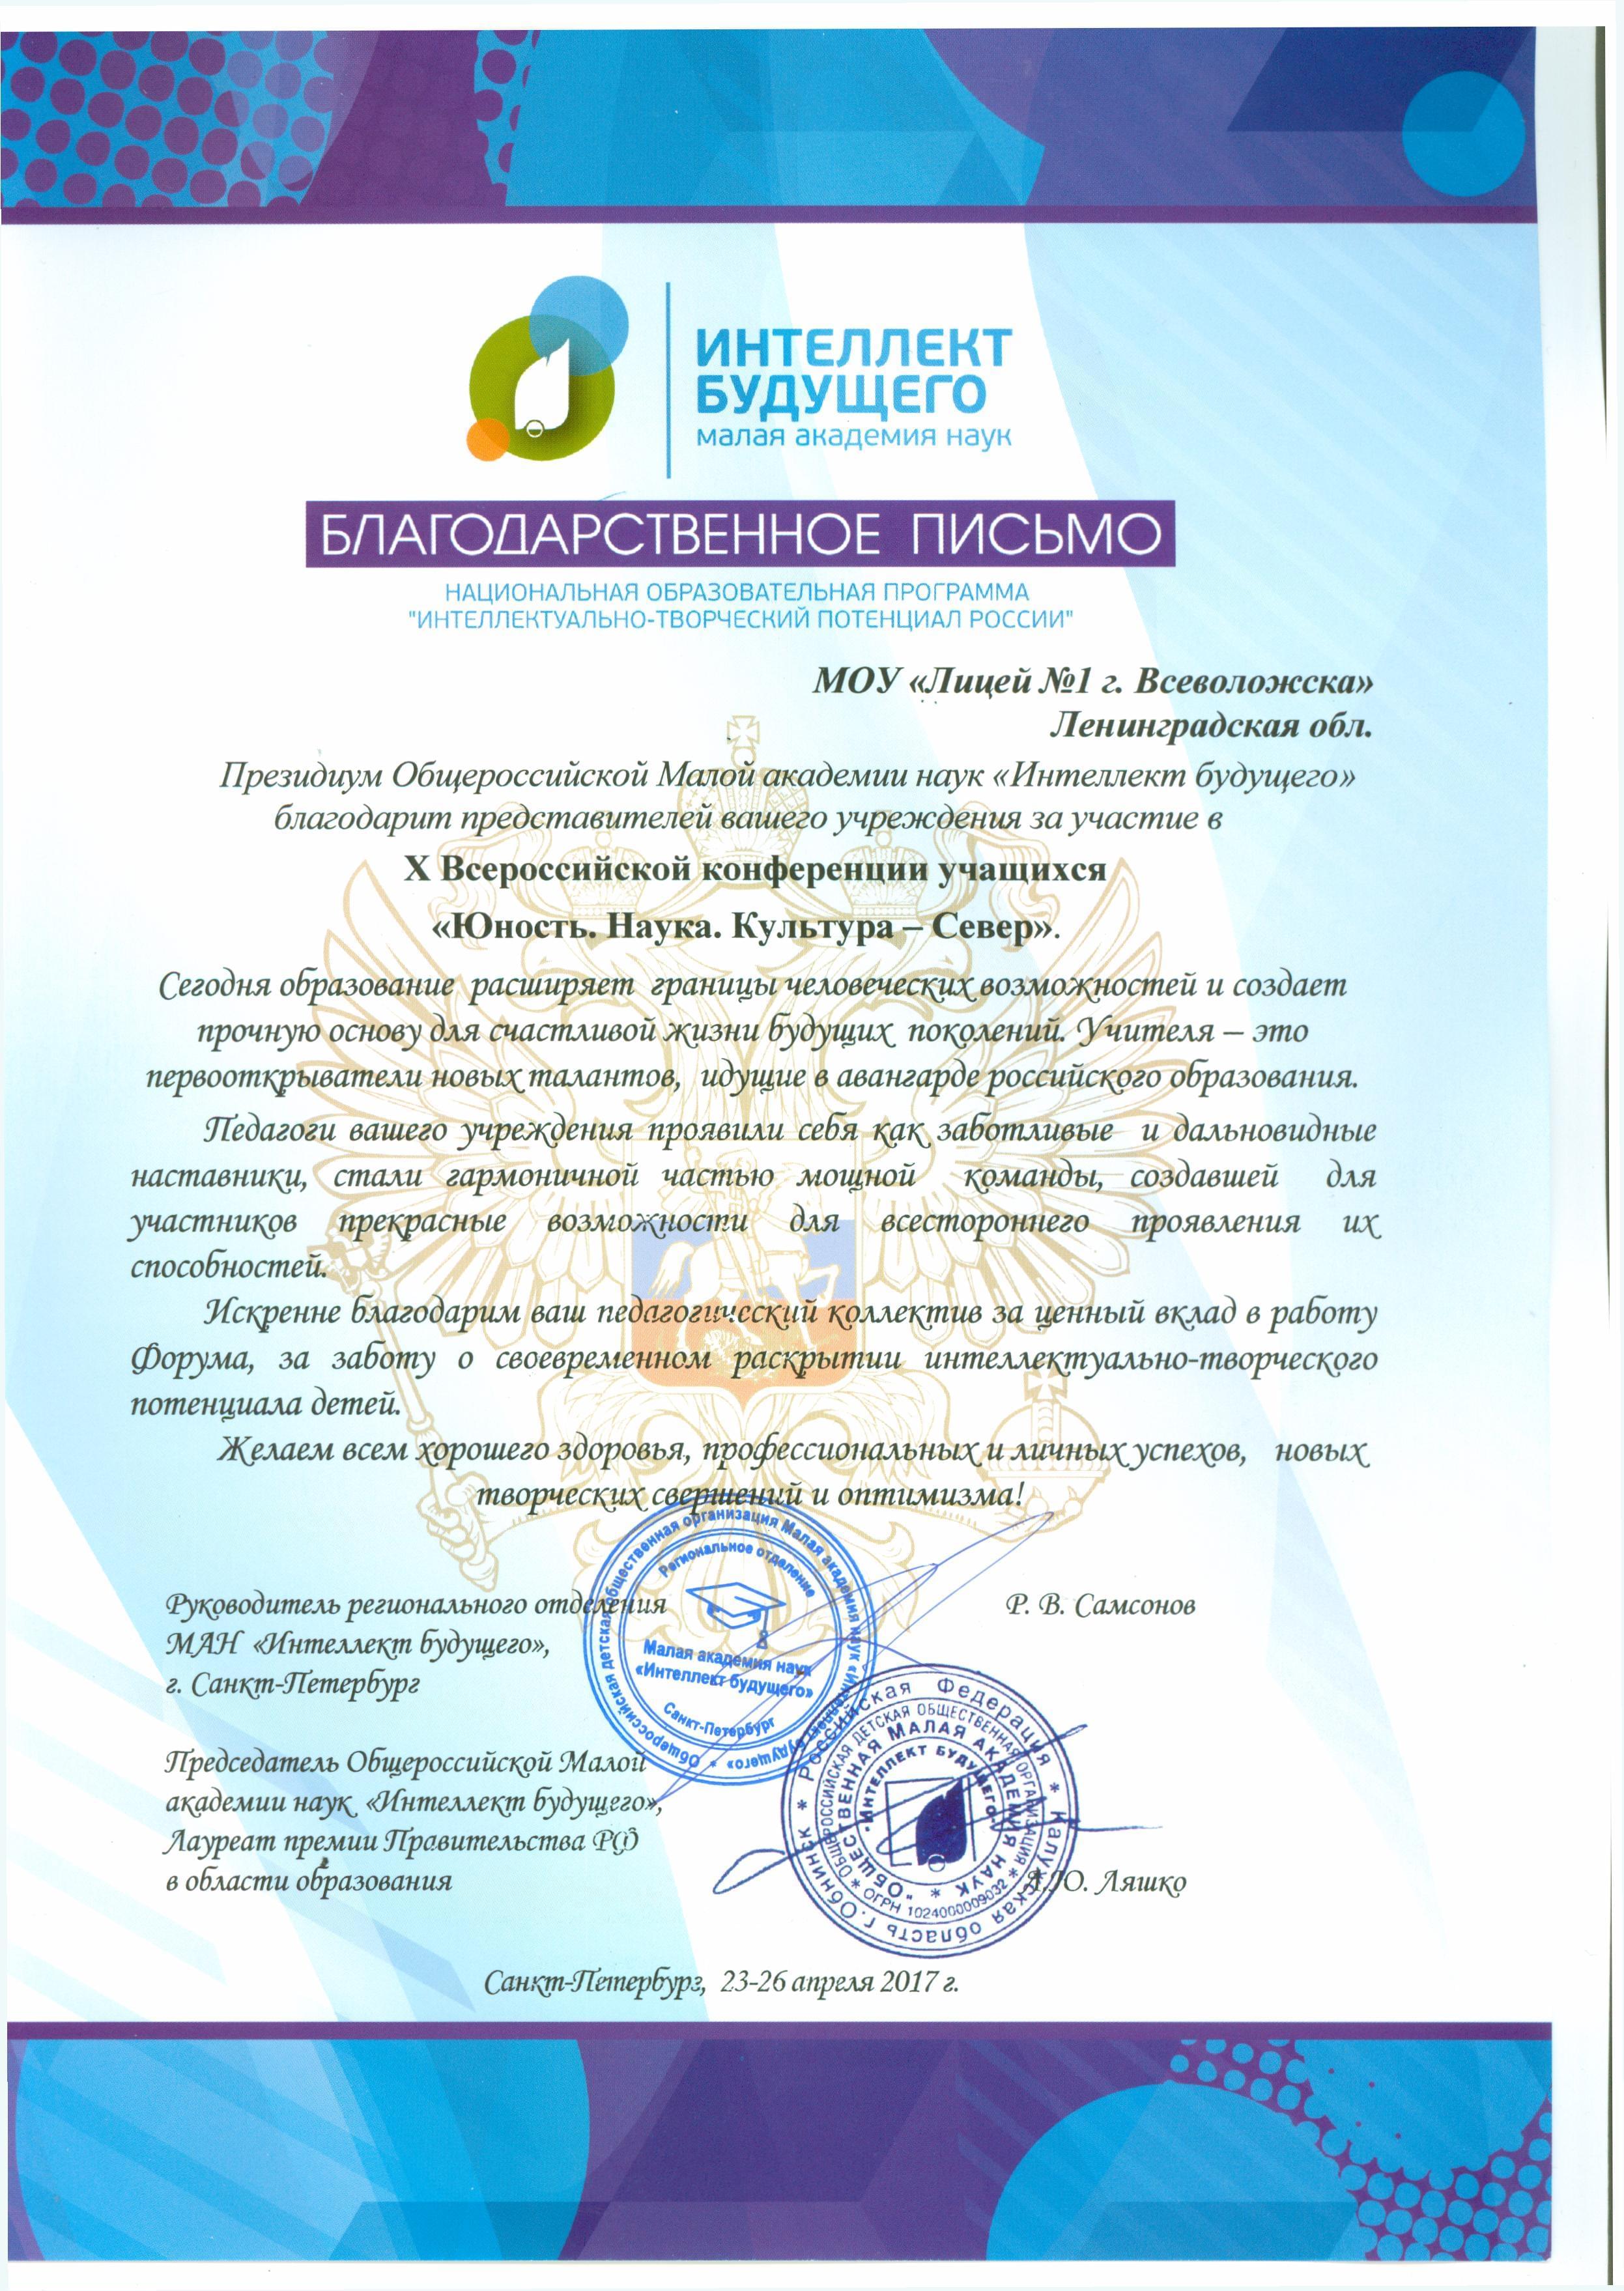 ИНТЕЛЛЕКТ
БУДУЩЕГО
малая академия наук
БЛАГОДАРСТВЕННОЕ ПИСЬМО
НАЦИОНАЛЬНАЯ ОБРАЗОВАТЕЛЬНАЯ ПРОГРАММА
"ИНТЕЛЛЕКТУАЛЬНО-ТВОРЧЕСКИЙ ПОТЕНЦИАЛ РОССИИ"
МОУ «Лицей №1 г. Всеволожска»
Ленинградская обл.
Президиум Общероссийской Малой академии наук «Интеллект будущего»
благодарит представителей вашего учреждения за участие в
X Всероссийской конференции учащихся
«Юность. Наука. Культура – Север».
Сегодня образование расширяет границы человеческих возможностей и создает
прочную основу для счастливой жизни будущих поколений. Учителя – это
первооткрыватели новых талантов, идущие в авангарде российского образования.
Педагоги вашего учреждения проявили себя как заботливые и дальновидные
наставники, стали гармоничной частью мощной команды, создавшей для
участников прекрасные возможности для всестороннего проявления их
способностей.
Искренне благодарим ваш педагогический коллектив за ценный вклад в работу
Форума, за заботу о своевременном раскрытии интеллектуально-творческого
потенциала детей.
Желаем всем хорошего здоровья, профессиональных и личных успехов, новых
творческих свершений и оптимизма!
Руководитель регионального отделения
МАН «Интеллект будущего»,
г. Санкт-Петербург
Р. В. Самсонов
Общероссийская детская общественная организация Малая академия наук «Интеллект будущего» *
Региональное отделение
Малая академия наук
«Интеллект будущего»
Санкт-Петербург
Председатель Общероссийской Малой
академии наук «Интеллект будущего»,
Лауреат премии Правительства РФ
в области образования
Ляшко
* Российская Федерация * Калужская область г.Обнинск
* ОБЩЕРОССИЙСКАЯ ДЕТСКАЯ ОБЩЕСТВЕННАЯ ОРГАНИЗАЦИЯ * ОГРН 1024000009032
"ОБЩЕСТВЕННАЯ МАЛАЯ АКАДЕМИЯ НАУК *
"ИНТЕЛЛЕКТ БУДУЩЕГО"
Санкт-Петербург, 23-26 апреля 2017 г.